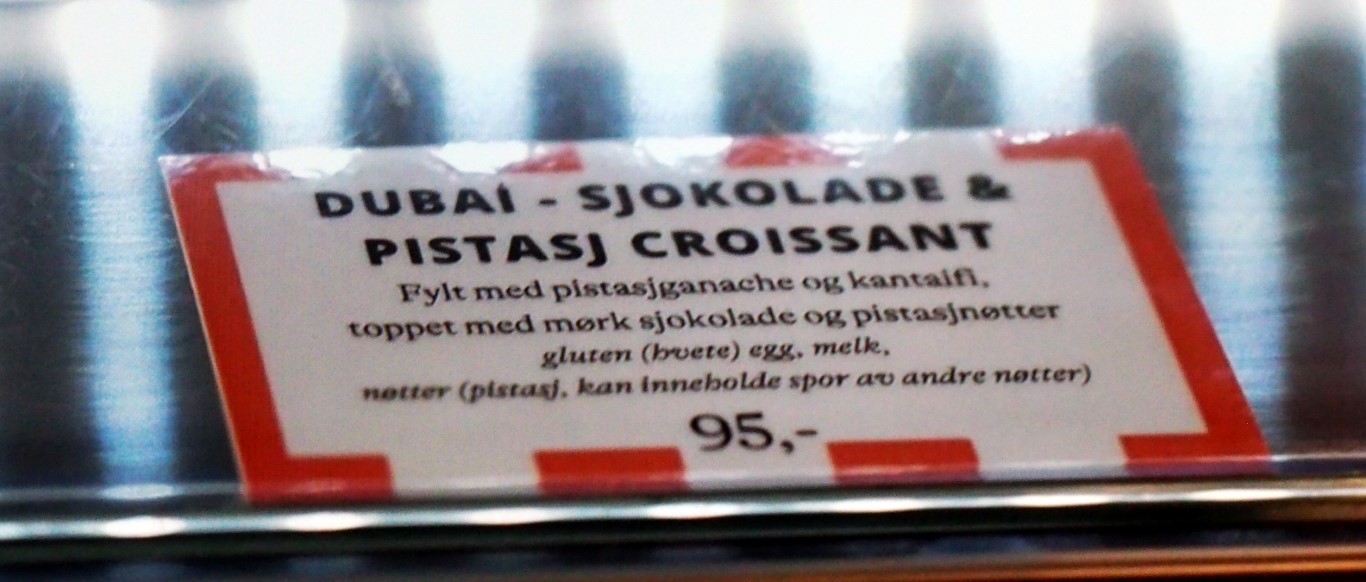 DUBAI - SJOKOLADE &
PISTASJ CROISSANT
Fylt med pistasjganache og kantaifi,
toppet med mørk sjokolade og pistasjnøtter
gluten (hvete) egg, melk,
nøtter (pistasj, kan inneholde spor av andre nøtter)
95,-